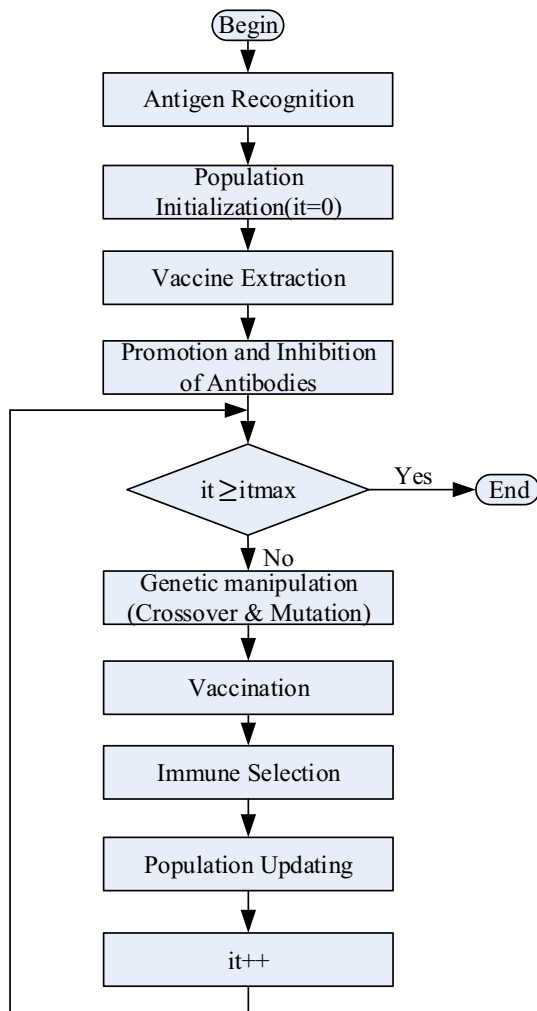 Begin
Antigen Recognition
Population
Initialization(it=0)
Vaccine Extraction
Promotion and Inhibition
of Antibodies
it ≥itmax
Yes
End
No
Genetic manipulation
(Crossover & Mutation)
Vaccination
Immune Selection
Population Updating
it++